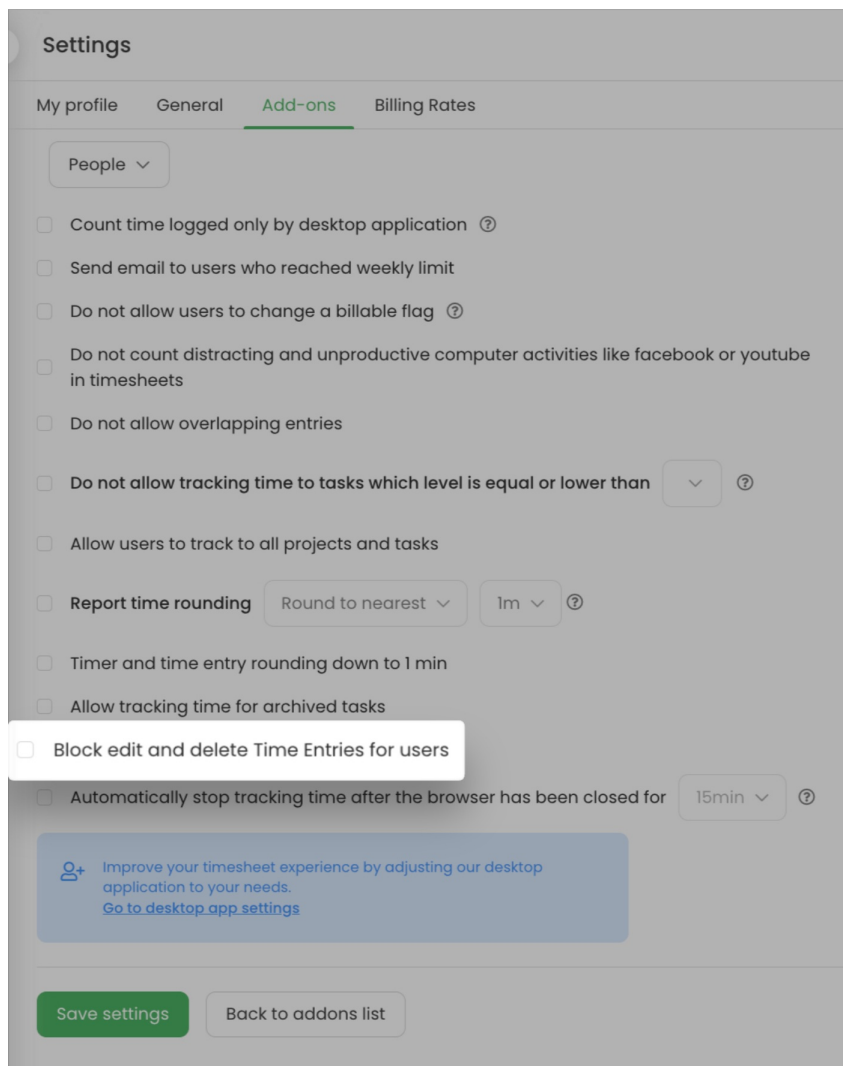 Settings
My profile General Add-ons Billing Rates
People
Count time logged only by desktop application ?
Send email to users who reached weekly limit
Do not allow users to change a billable flag ?
Do not count distracting and unproductive computer activities like facebook or youtube
in timesheets
Do not allow overlapping entries
Do not allow tracking time to tasks which level is equal or lower than ?
Allow users to track to all projects and tasks
Report time rounding Round to nearest 1m ?
Timer and time entry rounding down to 1 min
Allow tracking time for archived tasks
Block edit and delete Time Entries for users
Automatically stop tracking time after the browser has been closed for 15min ?
Improve your timesheet experience by adjusting our desktop
application to your needs.
Go to desktop app settings
Save settings Back to addons list